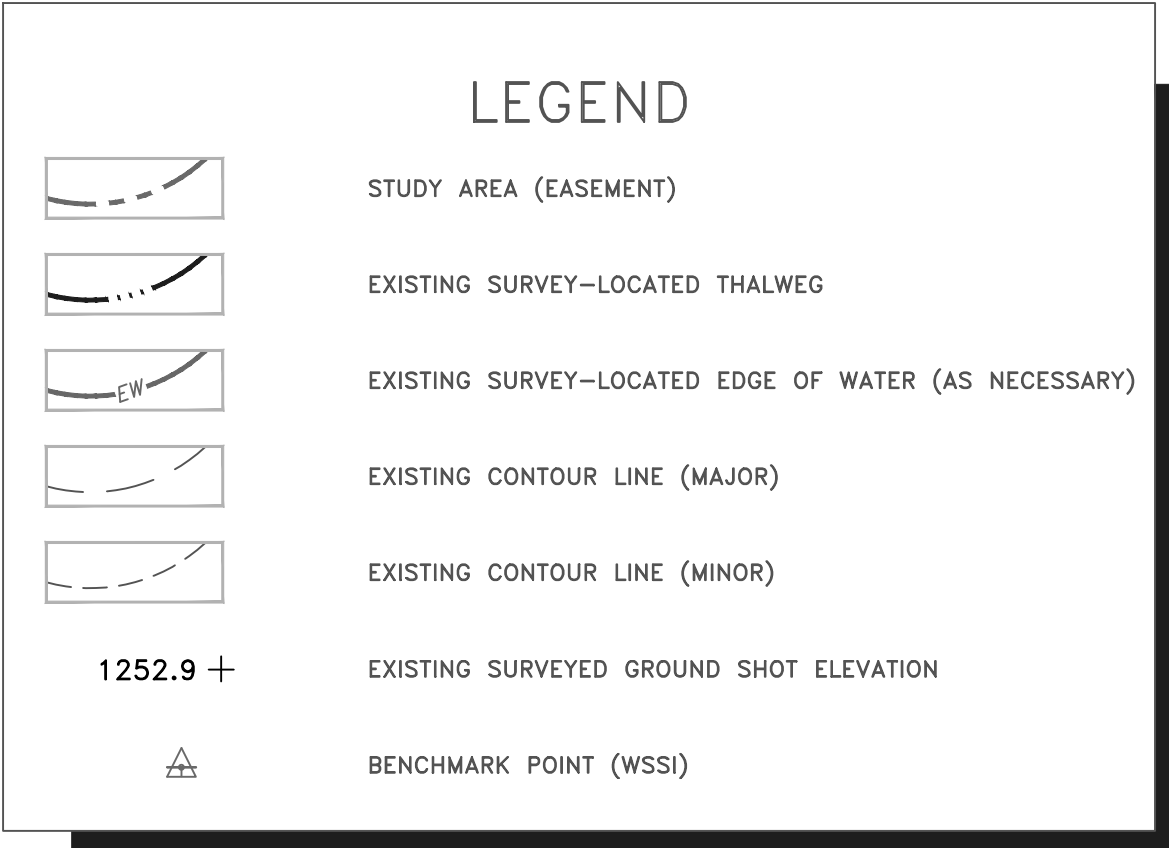 LEGEND
STUDY AREA (EASEMENT)
EXISTING SURVEY-LOCATED THALWEG
EW EXISTING SURVEY-LOCATED EDGE OF WATER (AS NECESSARY)
EXISTING CONTOUR LINE (MAJOR)
EXISTING CONTOUR LINE (MINOR)
1252.9 + EXISTING SURVEYED GROUND SHOT ELEVATION
BENCHMARK POINT (WSSI)